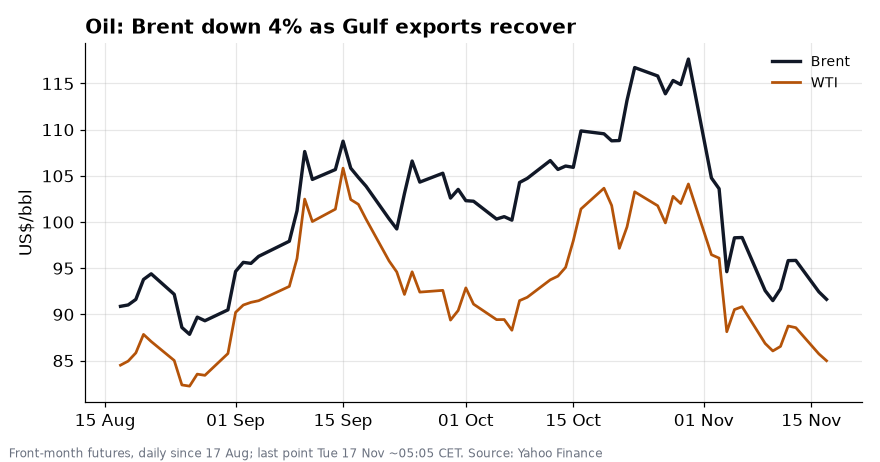 Oil: Brent down 4% as Gulf exports recover
Brent
WTI
US$/bbl
115
110
105
100
95
90
85
15 Aug
01 Sep
15 Sep
01 Oct
15 Oct
01 Nov
15 Nov
Front-month futures, daily since 17 Aug; last point Tue 17 Nov ~05:05 CET. Source: Yahoo Finance